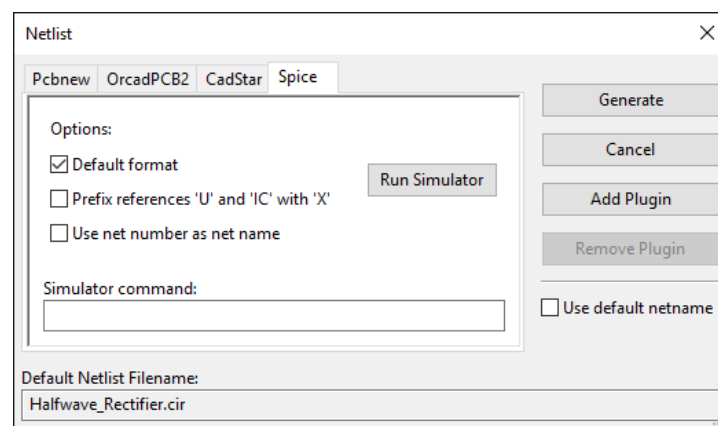 Netlist
Pcbnew OrcadPCB2 CadStar Spice
Generate
Options:
Cancel
Default format
Run Simulator
Prefix references 'U' and 'IC' with 'X'
Add Plugin
Use net number as net name
Remove Plugin
Simulator command:
Use default netname
Default Netlist Filename:
Halfwave_Rectifier.cir